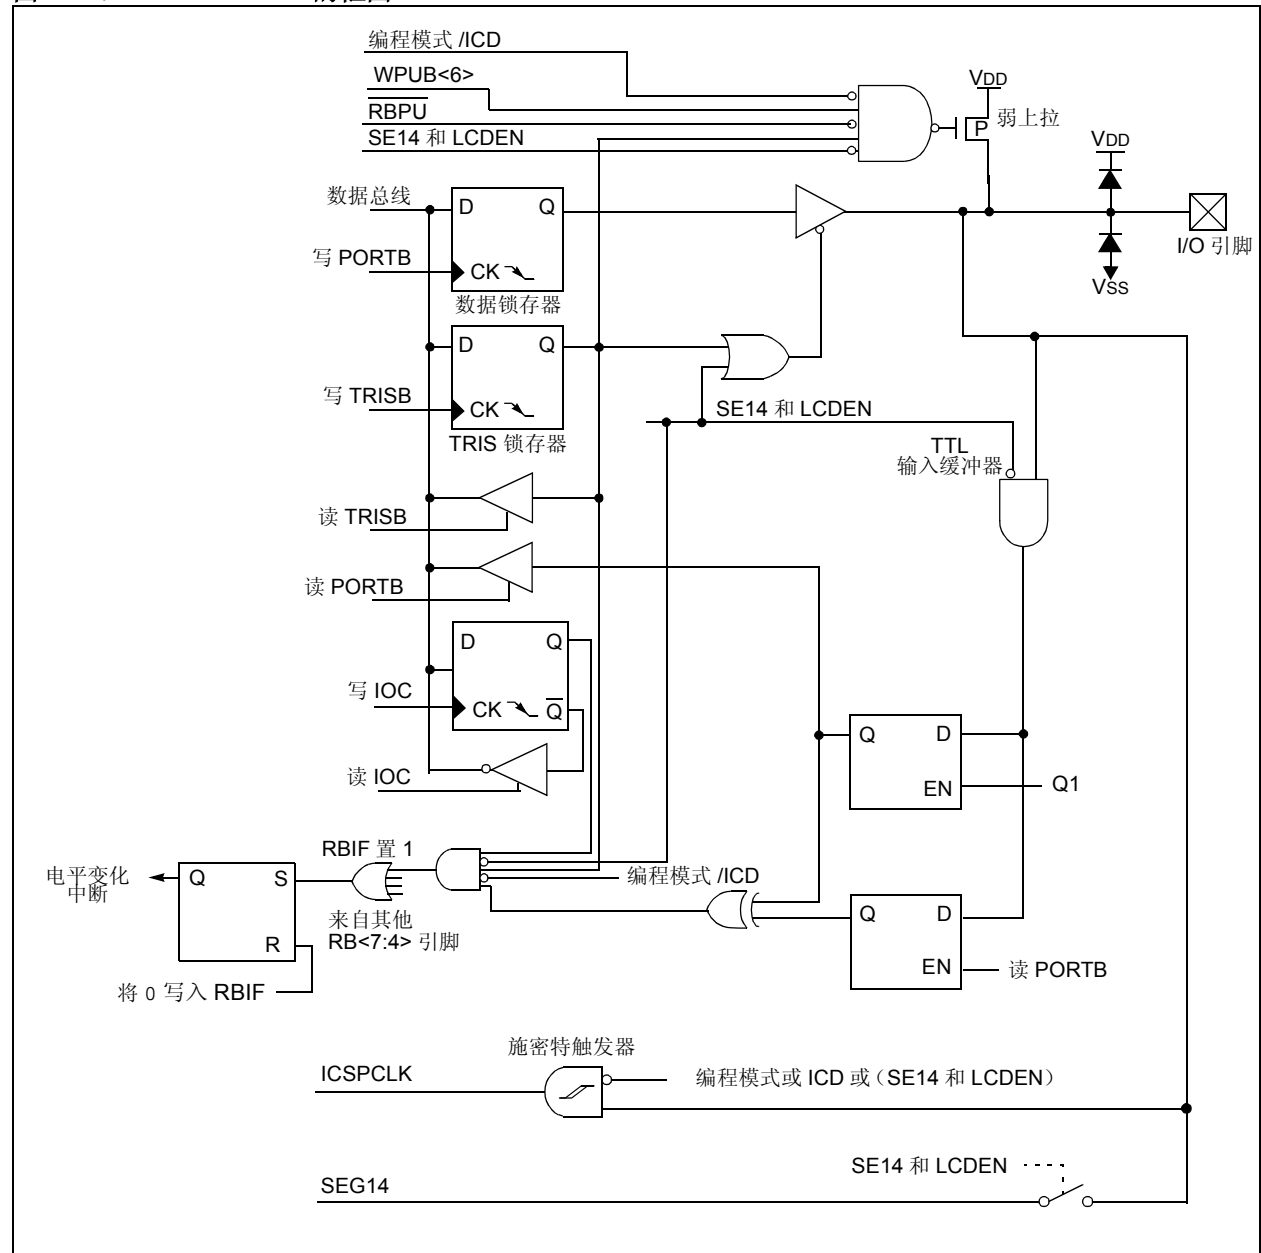 编程模式 /ICD
WPUB<6>
RBPU
SE14 和 LCDEN
VDD
P
弱上拉
VDD
数据总线
D
Q
写 PORTB
CK
数据锁存器
I/O 引脚
VSS
D
Q
写 TRISB
CK
TRIS 锁存器
SE14 和 LCDEN
TTL
输入缓冲器
读 TRISB
读 PORTB
D
Q
写 IOC
CK
Q
读 IOC
Q
D
EN
Q1
RBIF 置 1
编程模式 /ICD
电平变化
中断
Q
S
R
来自其他
RB<7:4> 引脚
Q
D
EN
读 PORTB
将 0 写入 RBIF
施密特触发器
ICSPCLK
编程模式或 ICD 或（SE14 和 LCDEN）
SE14 和 LCDEN
SEG14